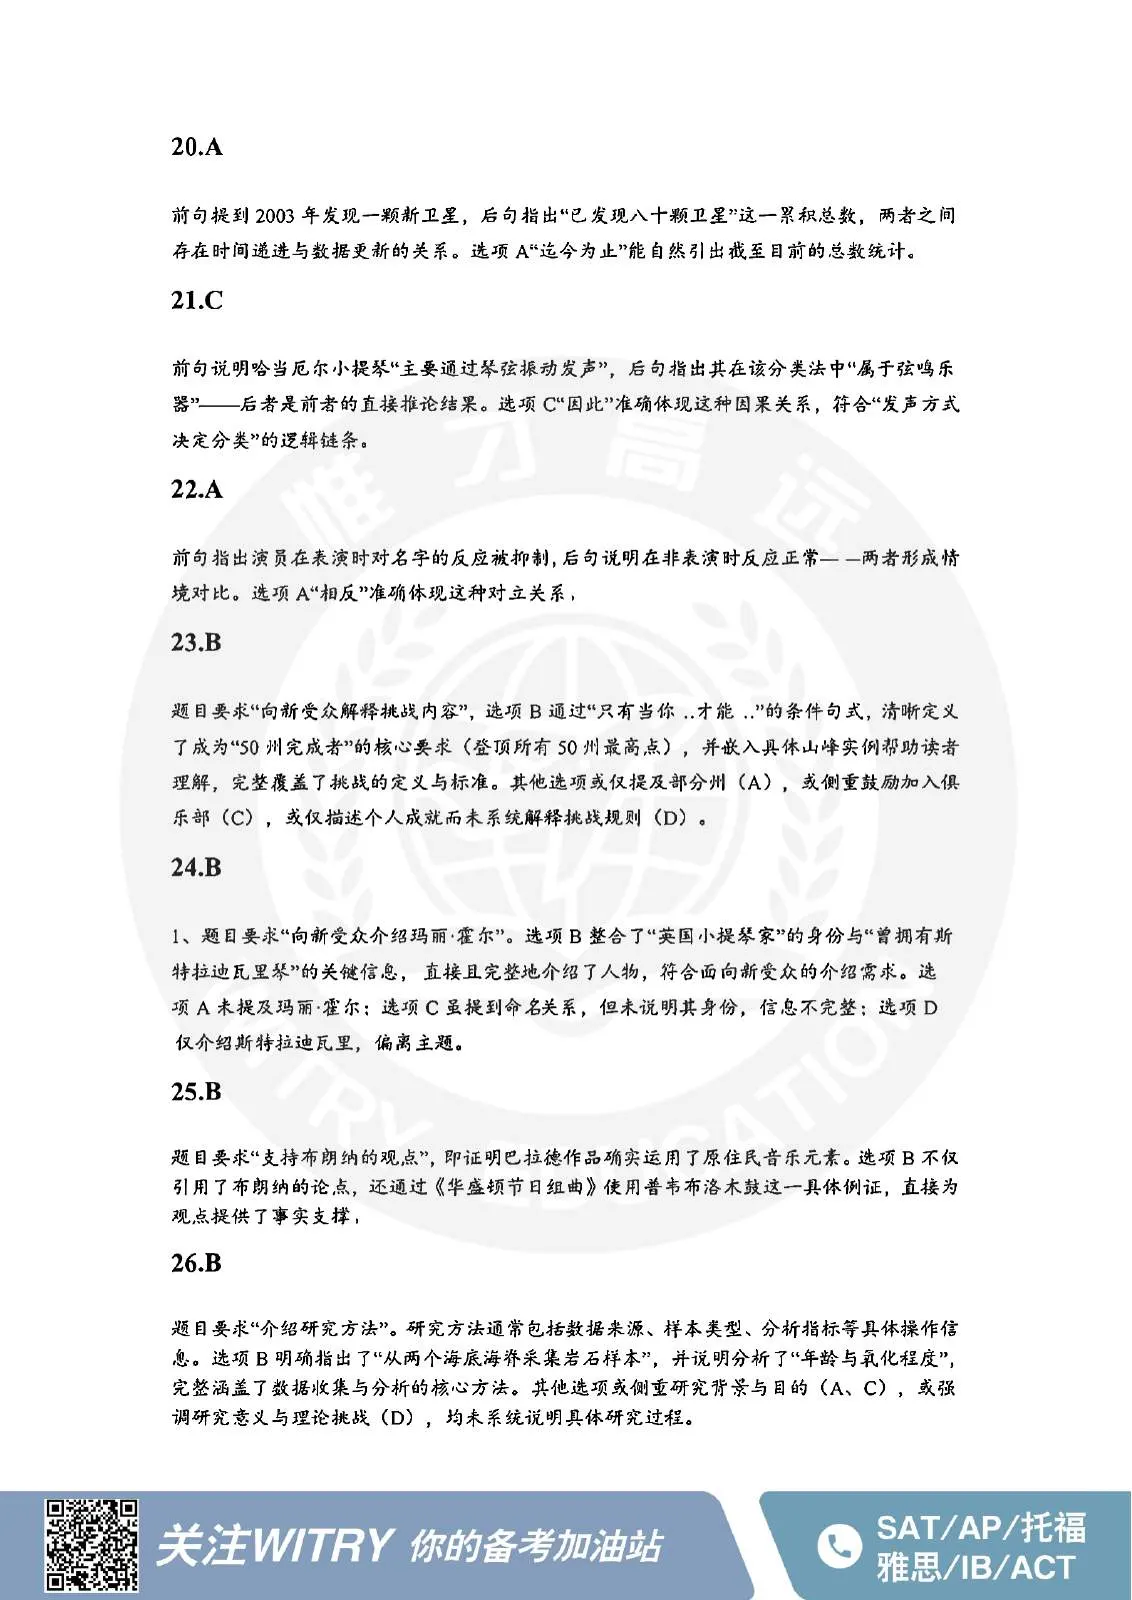 20.A
前句提到 2003 年发现一颗新卫星，后句指出“已发现八十颗卫星”这一累积总数，两者之间
存在时间递进与数据更新的关系。选项 A“迄今为止”能自然引出截至目前的总数统计。
21.C
前句说明哈当厄尔小提琴“主要通过琴弦振动发声”，后句指出其在该分类法中“属于弦鸣乐
器”——后者是前者的直接推论结果。选项 C“因此”准确体现这种因果关系，符合“发声方式
决定分类”的逻辑链条。
22.A
前句指出演员在表演时对名字的反应被抑制，后句说明在非表演时反应正常— —两者形成情
境对比。选项 A“相反”准确体现这种对立关系，
23.B
题目要求“向新受众解释挑战内容”，选项 B 通过“只有当你 ..才能 ..”的条件句式，清晰定义
了成为“50 州完成者”的核心要求（登顶所有 50 州最高点），并嵌入具体山峰实例帮助读者
理解，完整覆盖了挑战的定义与标准。其他选项或仅提及部分州（A），或侧重鼓励加入俱
乐部（C），或仅描述个人成就而未系统解释挑战规则（D）。
24.B
1、题目要求“向新受众介绍玛丽·霍尔”。选项 B 整合了“英国小提琴家”的身份与“曾拥有斯
特拉迪瓦里琴”的关键信息， 直接且完整地介绍了人物，符合面向新受众的介绍需求。选
项 A 未提及玛丽·霍尔；选项 C 虽提到命名关系，但未说明其身份，信息不完整；选项 D
仅介绍斯特拉迪瓦里，偏离主题。
25.B
题目要求“支持布朗纳的观点”，即证明巴拉德作品确实运用了原住民音乐元素。选项 B 不仅
引用了布朗纳的论点，还通过《华盛顿节日组曲》使用普韦布洛木鼓这一具体例证，直接为
观点提供了事实支撑，
26.B
题目要求“介绍研究方法”。研究方法通常包括数据来源、样本类型、分析指标等具体操作信
息。选项 B 明确指出了“从两个海底海脊采集岩石样本”，并说明分析了“年龄与氧化程度”，
完整涵盖了数据收集与分析的核心方法。其他选项或侧重研究背景与目的（A、C），或强
调研究意义与理论挑战（D），均未系统说明具体研究过程。
惟才高远
WITRY EDUCATION
关注WITRY 你的备考加油站
SAT/AP/托福
雅思/IB/ACT